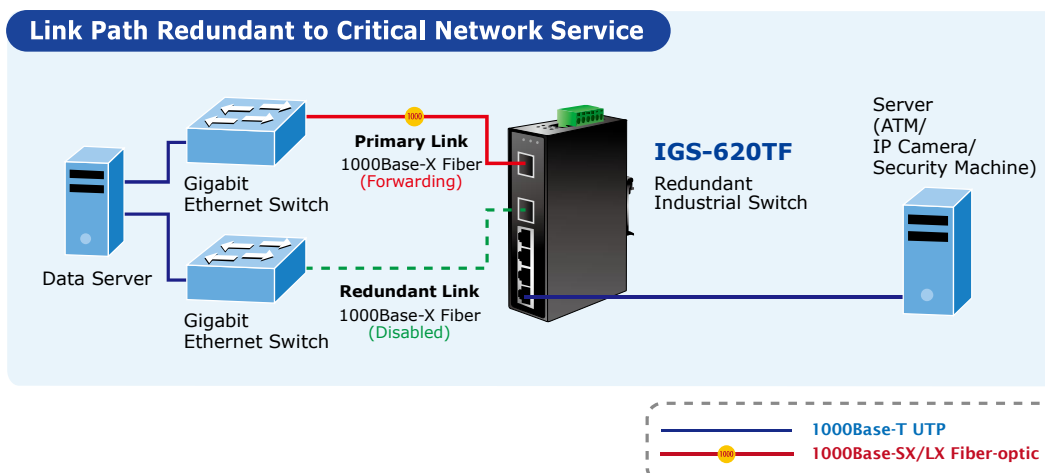 Link Path Redundant to Critical Network Service
1000
Primary Link
1000Base-X Fiber
(Forwarding)
Gigabit
Ethernet Switch
Data Server
Redundant Link
1000Base-X Fiber
(Disabled)
Gigabit
Ethernet Switch
IGS-620TF
Redundant
Industrial Switch
Server
(ATM/
IP Camera/
Security Machine)
1000Base-T UTP
1000
1000Base-SX/LX Fiber-optic